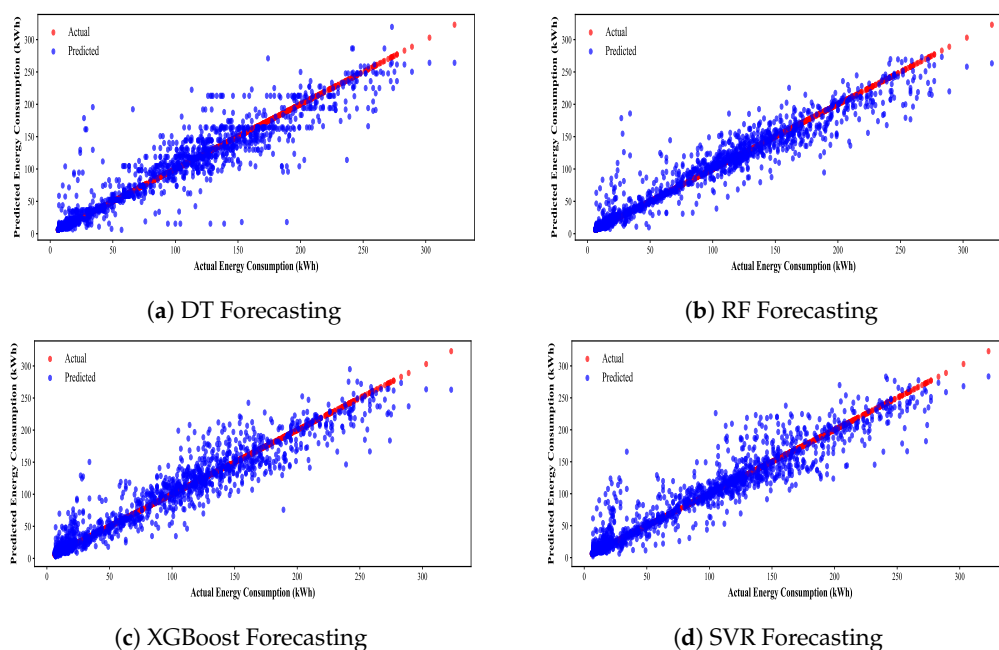 Predicted Energy Consumption (kWh)
300
250
200
150
100
50
0
Actual
Predicted
0 50 100 150 200 250 300
Actual Energy Consumption (kWh)
(a) DT Forecasting
Predicted Energy Consumption (kWh)
300
250
200
150
100
50
0
Actual
Predicted
0 50 100 150 200 250 300
Actual Energy Consumption (kWh)
(b) RF Forecasting
Predicted Energy Consumption (kWh)
300
250
200
150
100
50
0
Actual
Predicted
0 50 100 150 200 250 300
Actual Energy Consumption (kWh)
(c) XGBoost Forecasting
Predicted Energy Consumption (kWh)
300
250
200
150
100
50
0
Actual
Predicted
0 50 100 150 200 250 300
Actual Energy Consumption (kWh)
(d) SVR Forecasting